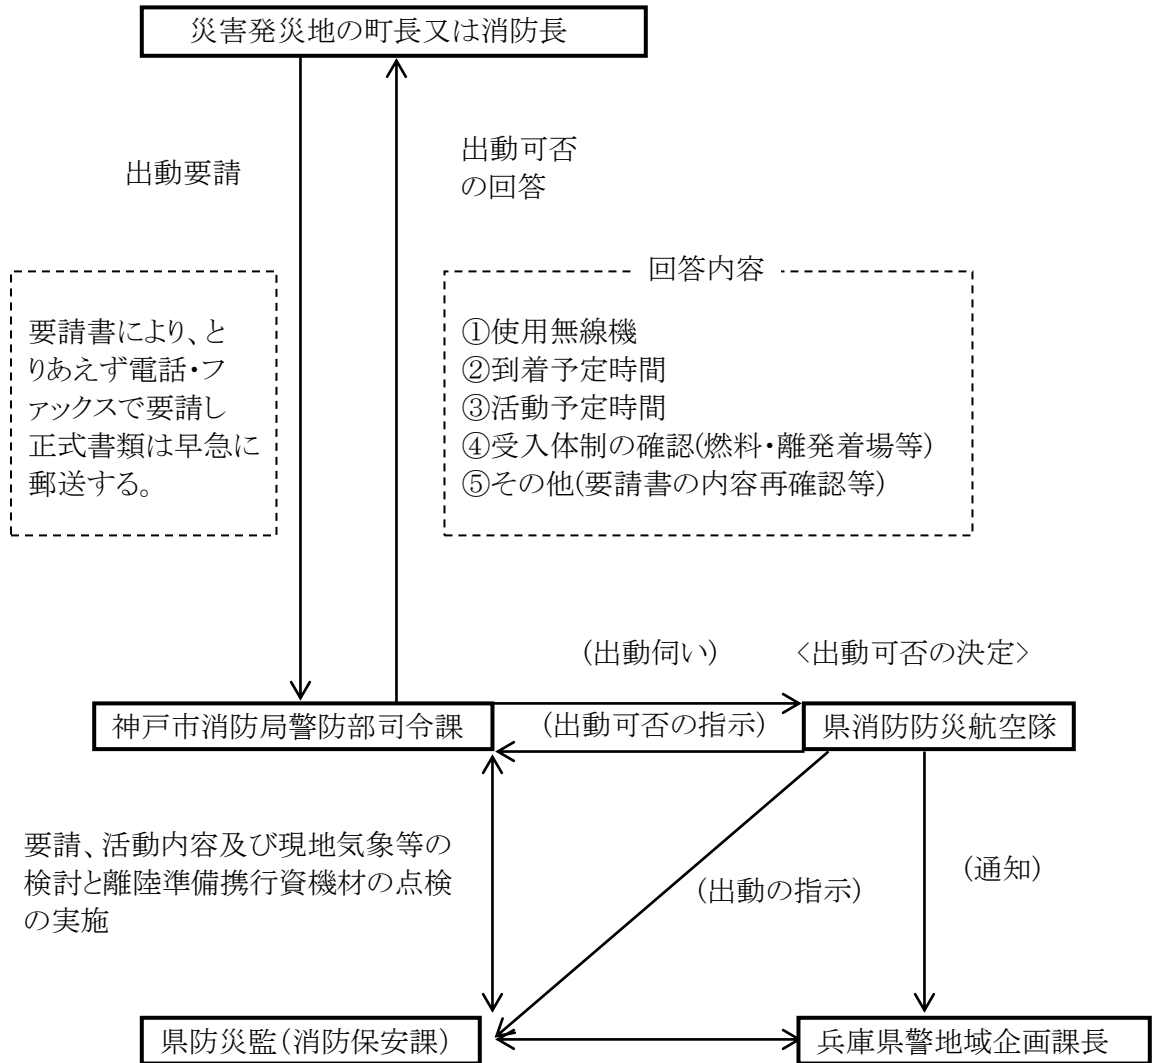 災害発災地の町長又は消防長
出動要請
出動可否
の回答
要請書により、と
りあえず電話・フ
ァックスで要請し
正式書類は早急に
郵送する。
回答内容
①使用無線機
②到着予定時間
③活動予定時間
④受入体制の確認(燃料・離発着場等)
⑤その他(要請書の内容再確認等)
(出動伺い)
<出動可否の決定>
神戸市消防局警防部司令課
(出動可否の指示)
県消防防災航空隊
要請、活動内容及び現地気象等の
検討と離陸準備携行資機材の点検
の実施
(出動の指示)
(通知)
県防災監(消防保安課)
兵庫県警地域企画課長